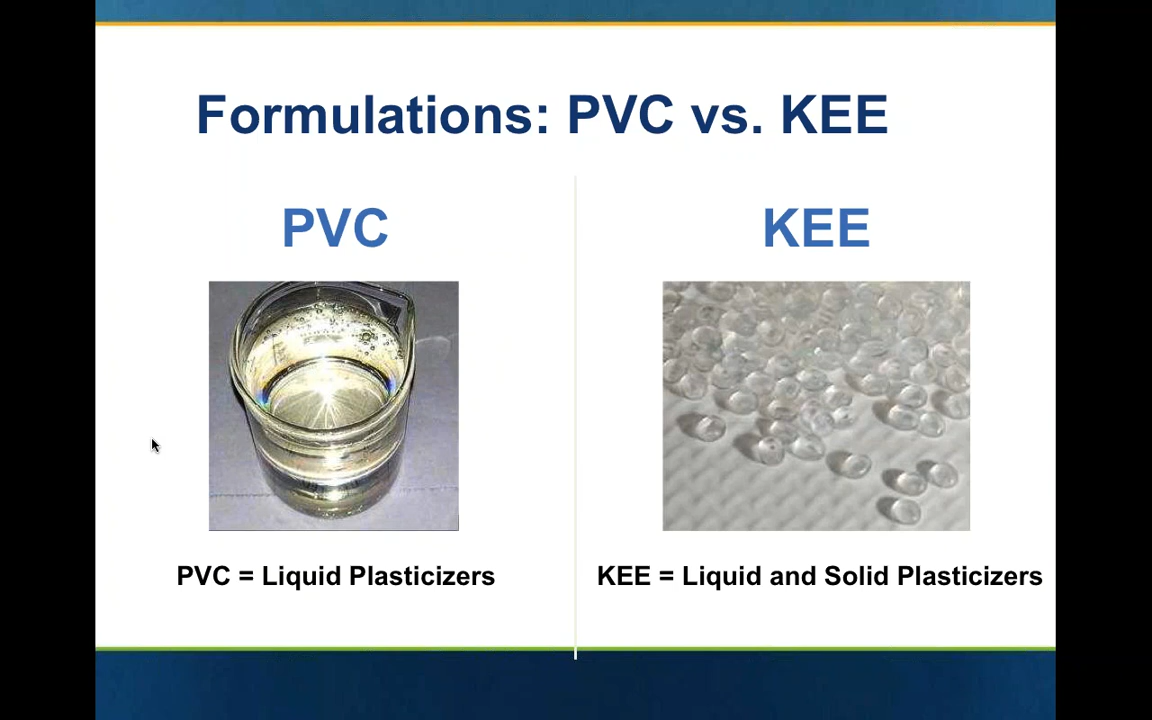 Formulations: PVC vs. KEE
PVC
KEE
PVC = Liquid Plasticizers
KEE = Liquid and Solid Plasticizers